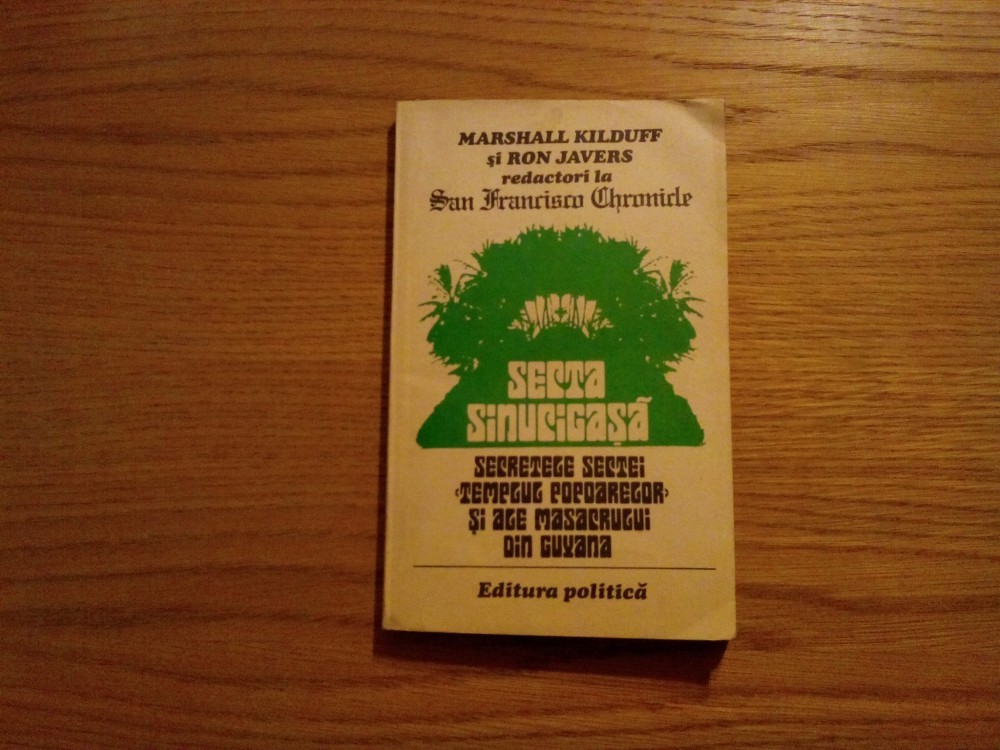 MARSHALL KILDUFF
şi RON JAVERS
redactori la
San Francisco Chronicle
SECTA
SINUCIGAŞĂ
SECRETELE SECTEI
‹TEMPLUL POPOARELOR›
ŞI ALE MASACRULUI
DIN GUYANA
Editura politică